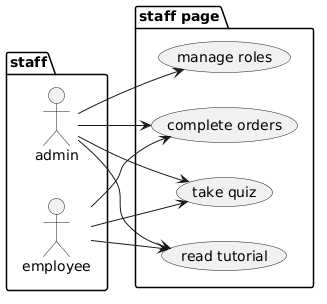 staff
admin
employee
staff page
manage roles
complete orders
take quiz
read tutorial